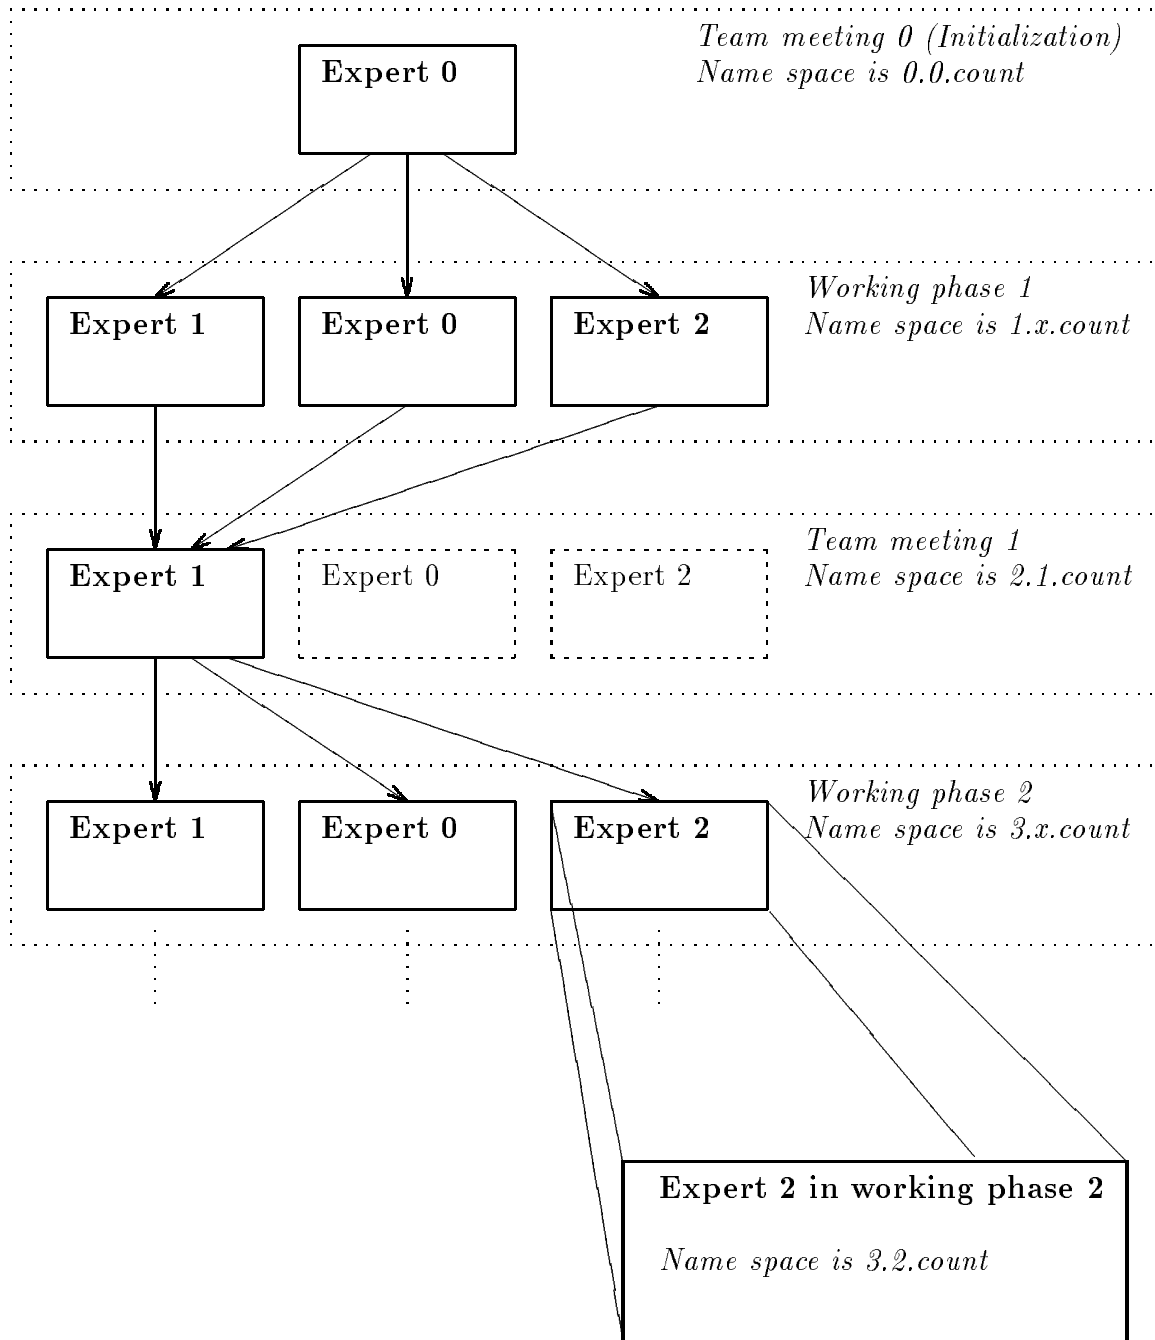 Team meeting 0 (Initialization)
Expert 0
Name space is 0.0.count
Working phase 1
Expert 1
Expert 0
Expert 2
Name space is 1.x.count
Team meeting 1
Expert 1
Expert 0
Expert 2
Name space is 2.1.count
Working phase 2
Expert 1
Expert 0
Expert 2
Name space is 3.x.count
Expert 2 in working phase 2
Name space is 3.2.count